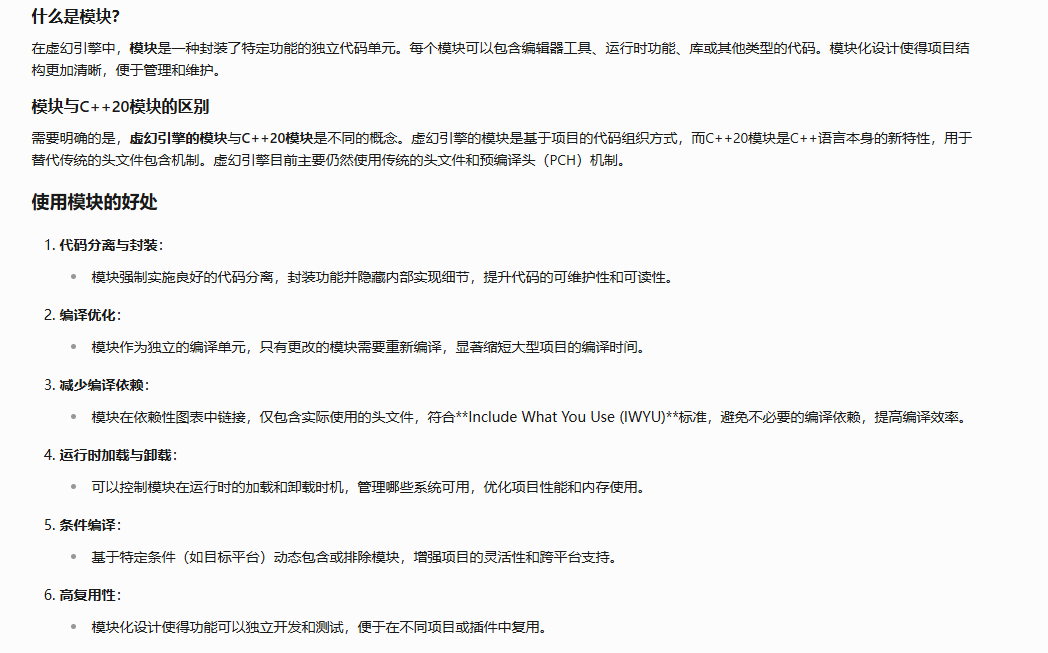 什么是模块?
在虚幻引擎中，模块是一种封装了特定功能的独立代码单元。每个模块可以包含编辑器工具、运行时功能、库或其他类型的代码。模块化设计使得项目结
构更加清晰，便于管理和维护。
模块与C++20模块的区别
需要明确的是，虚幻引擎的模块与C++20模块是不同的概念。虚幻引擎的模块是基于项目的代码组织方式，而C++20模块是C++语言本身的新特性，用于
替代传统的头文件包含机制。虚幻引擎目前主要仍然使用传统的头文件和预编译头（PCH）机制。
使用模块的好处
1. 代码分离与封装：
• 模块强制实施良好的代码分离，封装功能并隐藏内部实现细节，提升代码的可维护性和可读性。
2. 编译优化：
• 模块作为独立的编译单元，只有更改的模块需要重新编译，显著缩短大型项目的编译时间。
3. 减少编译依赖：
• 模块在依赖性图表中链接，仅包含实际使用的头文件，符合**Include What You Use (IWYU)**标准，避免不必要的编译依赖，提高编译效率。
4. 运行时加载与卸载：
• 可以控制模块在运行时的加载和卸载时机，管理哪些系统可用，优化项目性能和内存使用。
5. 条件编译：
• 基于特定条件（如目标平台）动态包含或排除模块，增强项目的灵活性和跨平台支持。
6. 高复用性：
• 模块化设计使得功能可以独立开发和测试，便于在不同项目或插件中复用。